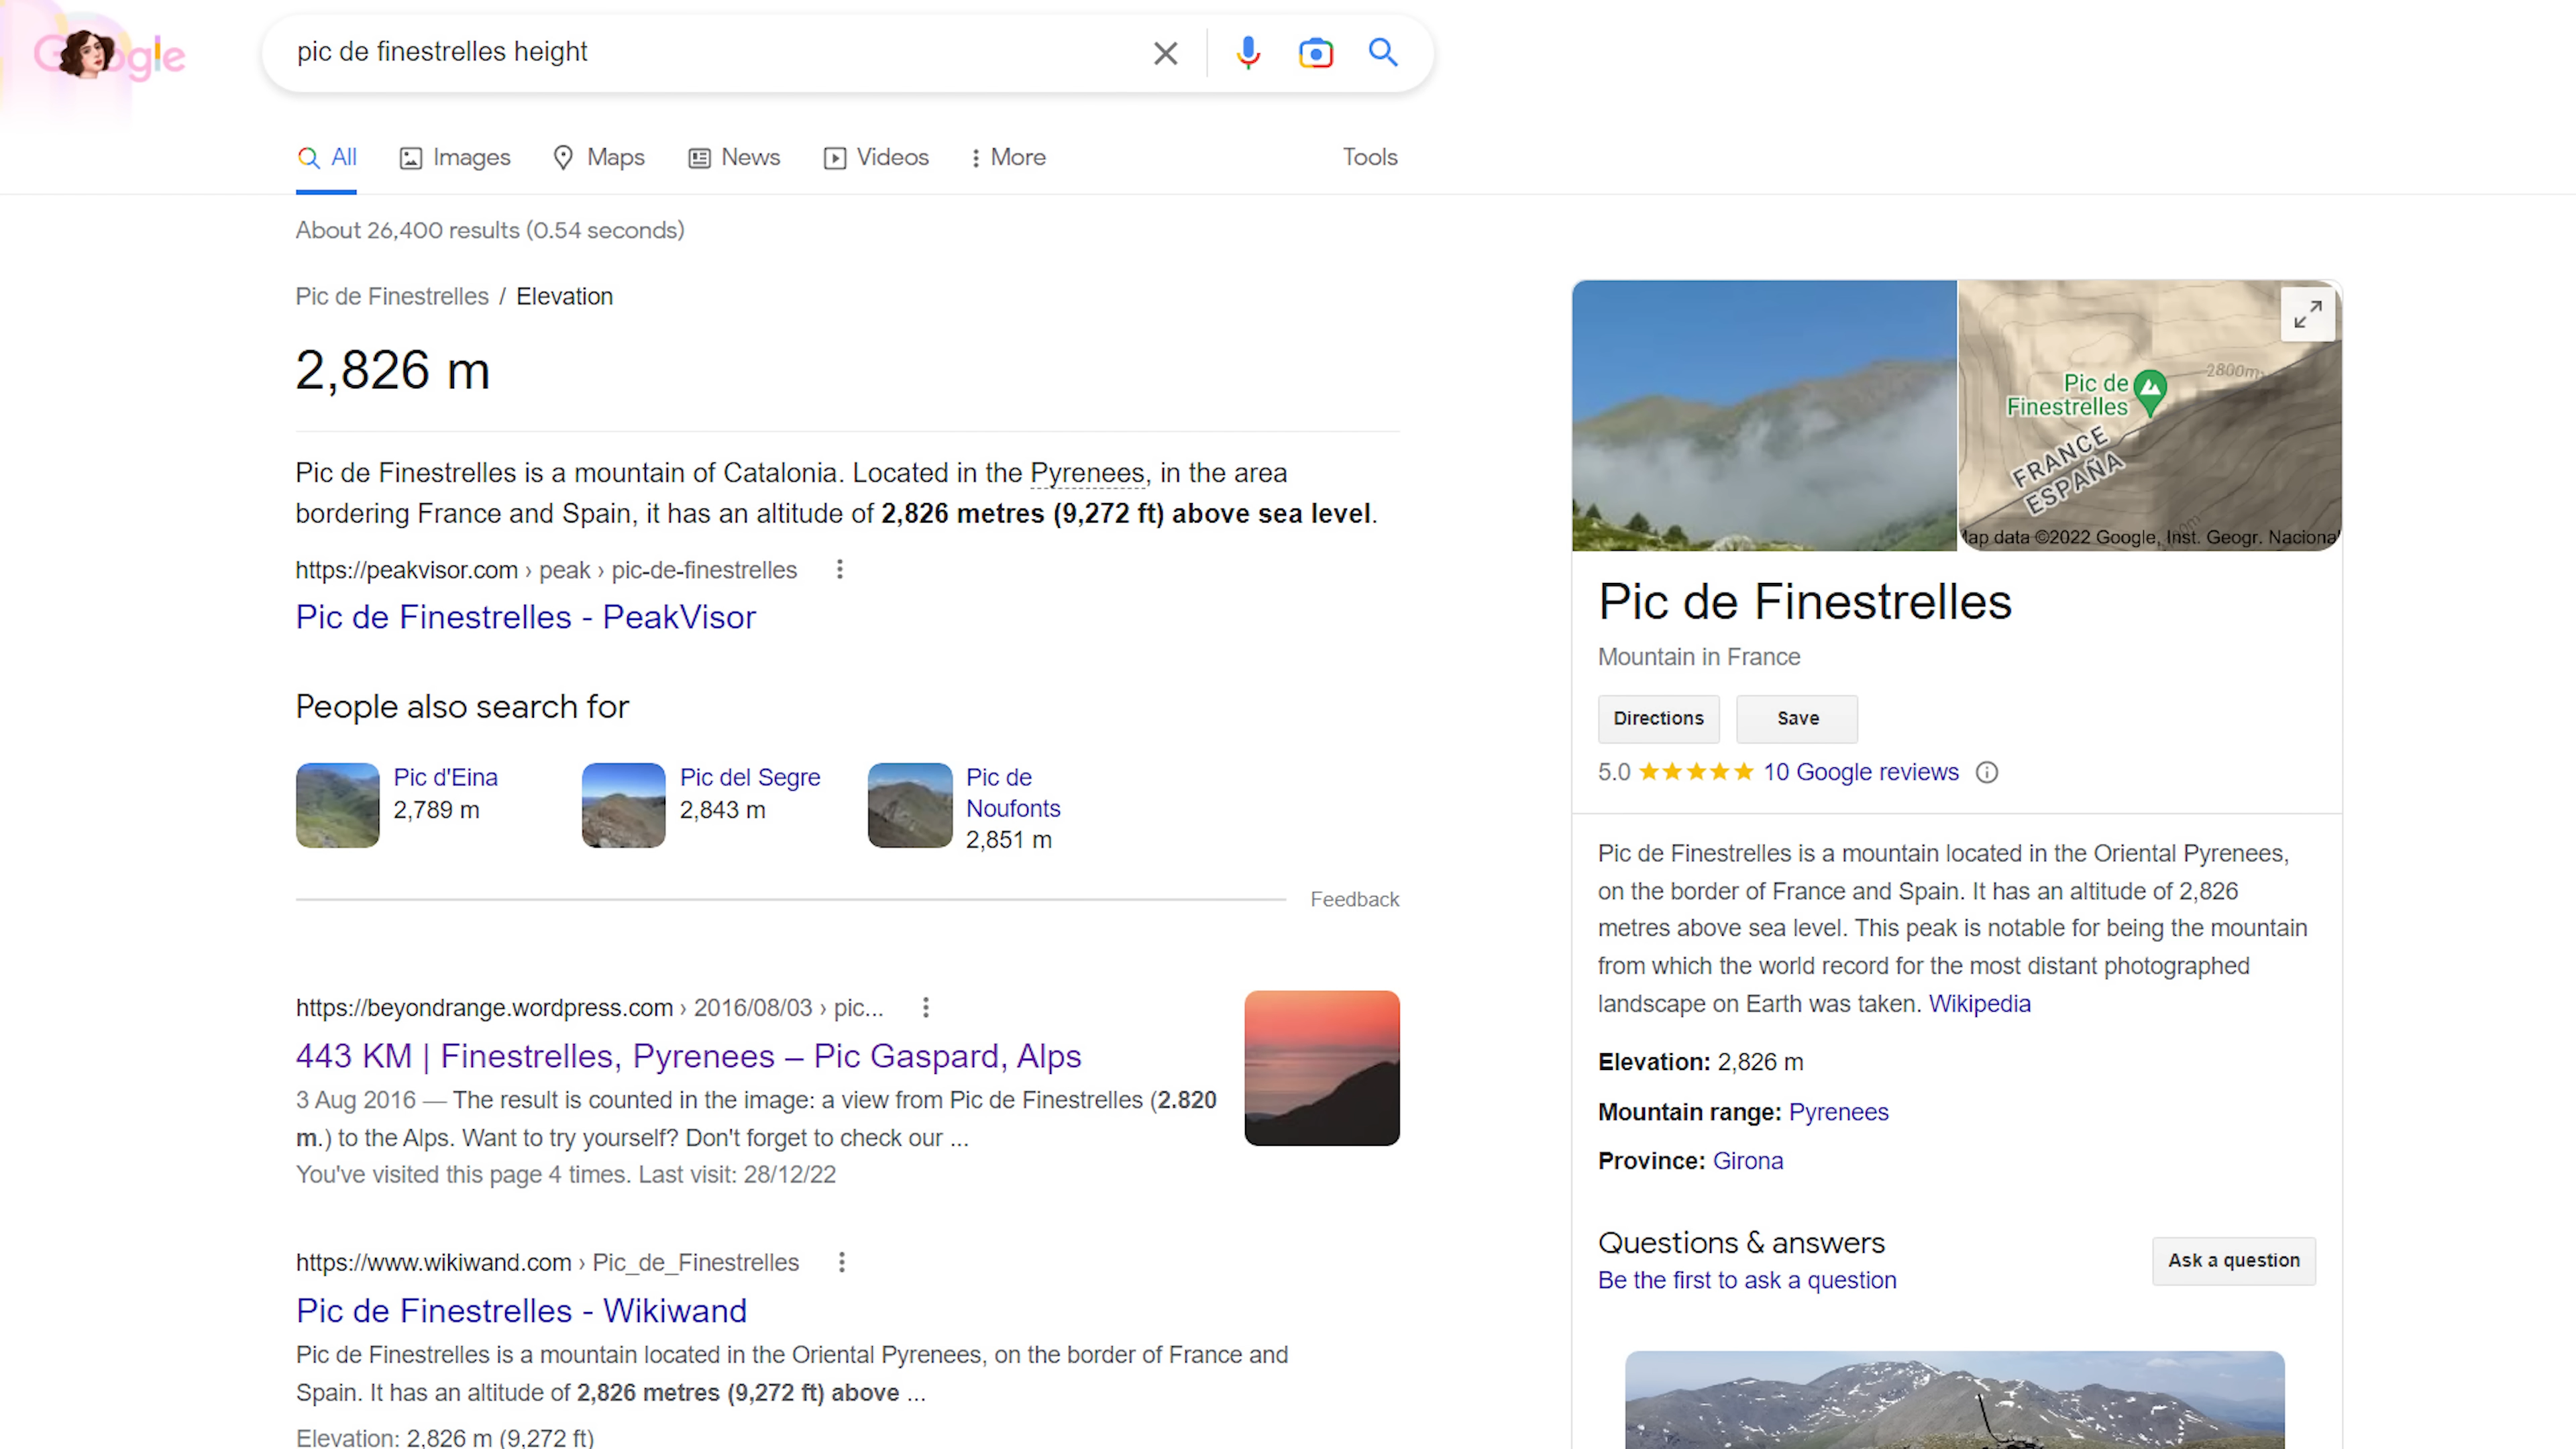 Google
pic de finestrelles height
All
Images
Maps
News
Videos
More
Tools
About 26,400 results (0.54 seconds)
Pic de Finestrelles / Elevation
2,826 m
Pic de Finestrelles is a mountain of Catalonia. Located in the Pyrenees, in the area
bordering France and Spain, it has an altitude of 2,826 metres (9,272 ft) above sea level.
https://peakvisor.com › peak › pic-de-finestrelles
Pic de Finestrelles - PeakVisor
People also search for
Pic d'Eina
2,789 m
Pic del Segre
2,843 m
Pic de
Noufonts
2,851 m
Feedback
https://beyondrange.wordpress.com › 2016/08/03 › pic...
443 KM | Finestrelles, Pyrenees – Pic Gaspard, Alps
3 Aug 2016 — The result is counted in the image: a view from Pic de Finestrelles (2.820
m.) to the Alps. Want to try yourself? Don't forget to check our ...
You've visited this page 4 times. Last visit: 28/12/22
https://www.wikiwand.com › Pic_de_Finestrelles
Pic de Finestrelles - Wikiwand
Pic de Finestrelles is a mountain located in the Oriental Pyrenees, on the border of France and
Spain. It has an altitude of 2,826 metres (9,272 ft) above ...
Elevation: 2,826 m (9,272 ft)
2800m
Pic de
Finestrelles
FRANCE
ESPAÑA
Map data ©2022 Google, Inst. Geogr. Nacional
Pic de Finestrelles
Mountain in France
Directions
Save
5.0 ★★★★★ 10 Google reviews
Pic de Finestrelles is a mountain located in the Oriental Pyrenees,
on the border of France and Spain. It has an altitude of 2,826
metres above sea level. This peak is notable for being the mountain
from which the world record for the most distant photographed
landscape on Earth was taken. Wikipedia
Elevation: 2,826 m
Mountain range: Pyrenees
Province: Girona
Questions & answers
Be the first to ask a question
Ask a question